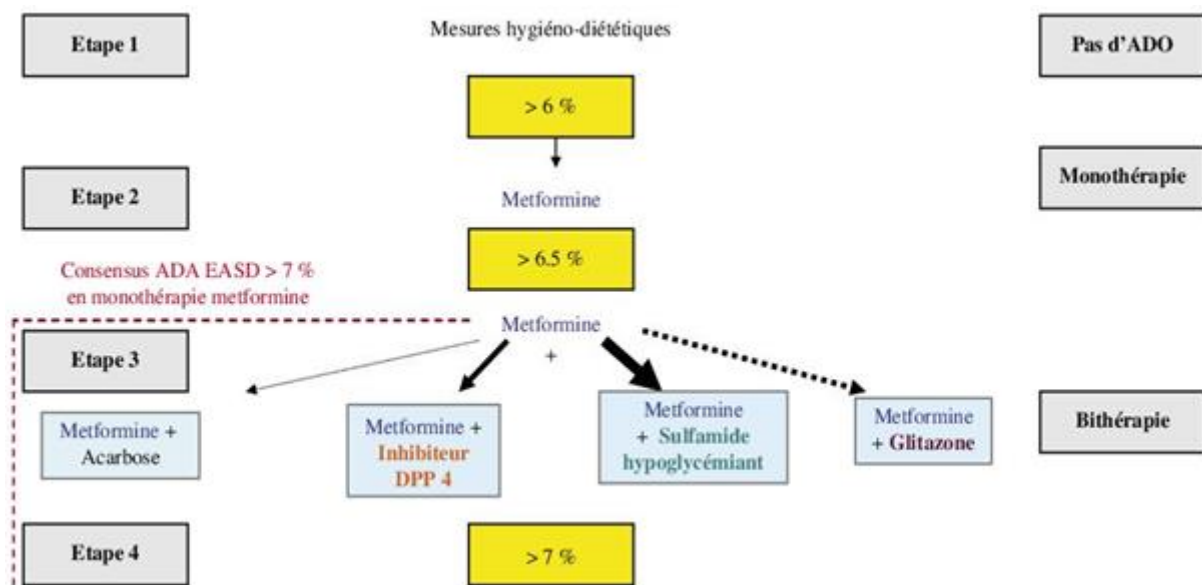 Etape 1
Mesures hygiéno-diététiques
Pas d'ADO
> 6 %
Etape 2
Metformine
Monothérapie
> 6.5 %
Consensus ADA EASD > 7 %
en monothérapie metformine
Etape 3
Metformine
+
Metformine +
Acarbose
Metformine +
Inhibiteur
DPP 4
Metformine
+ Sulfamide
hypoglycémiant
Metformine
+ Glitazone
Bithérapie
Etape 4
> 7 %